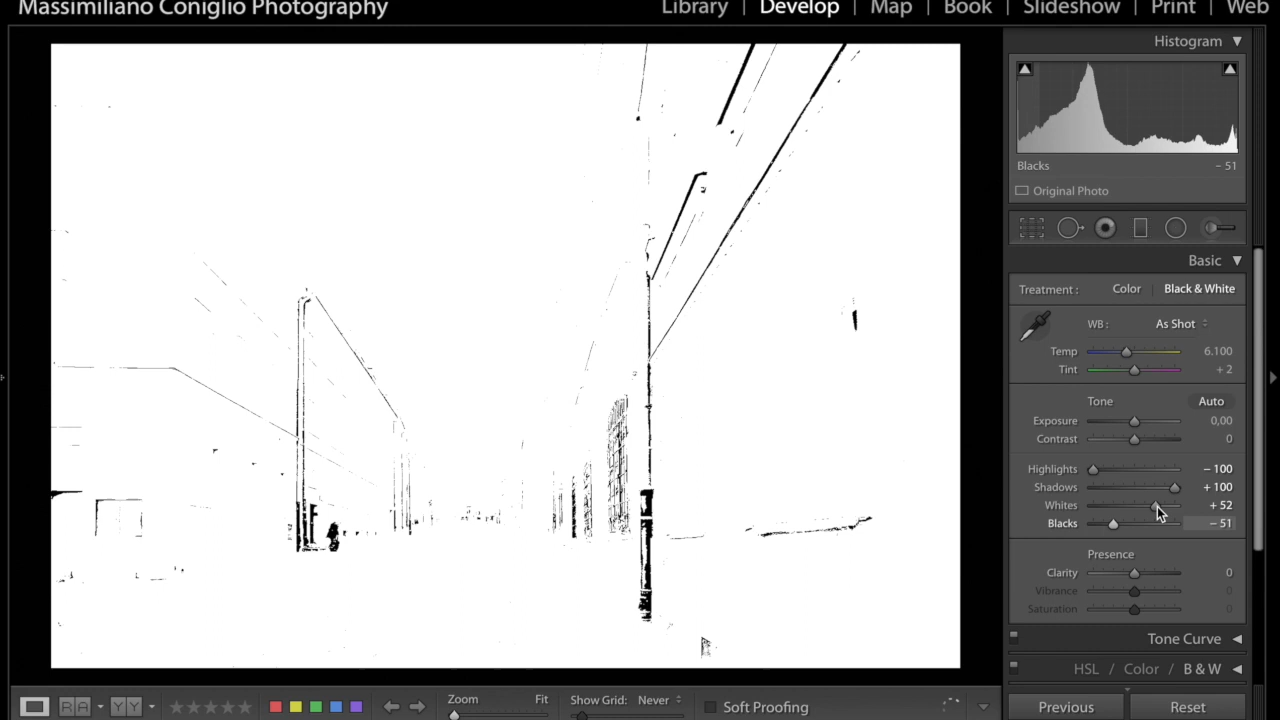 Massimiliano Coniglio Photography
Library | Develop | Map | Book | Slideshow | Print | Web
Histogram
Blacks - 51
Original Photo
Basic
Treatment : Color | Black & White
WB : As Shot
Temp 6.100
Tint + 2
Tone Auto
Exposure 0,00
Contrast 0
Highlights - 100
Shadows + 100
Whites + 52
Blacks - 51
Presence
Clarity 0
Vibrance 0
Saturation 0
Tone Curve
HSL / Color / B & W
R A Y Y Zoom Fit Show Grid: Never Soft Proofing Previous Reset